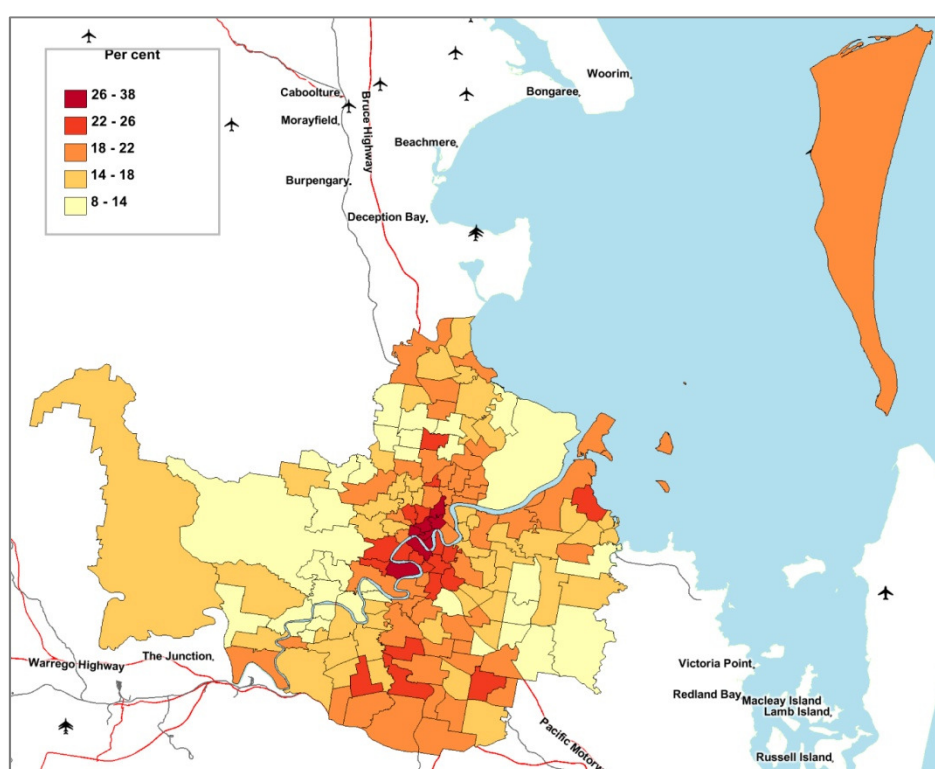 Per cent
26 - 38
22 - 26
18 - 22
14 - 18
8 - 14
Woorim
Bongaree
Caboolture
Morayfield
Bruce Highway
Beachmere
Burpengary
Deception Bay
Warrego Highway
The Junction
Victoria Point
Redland Bay
Macleay Island
Lamb Island
Pacific Motorw
Russell Island